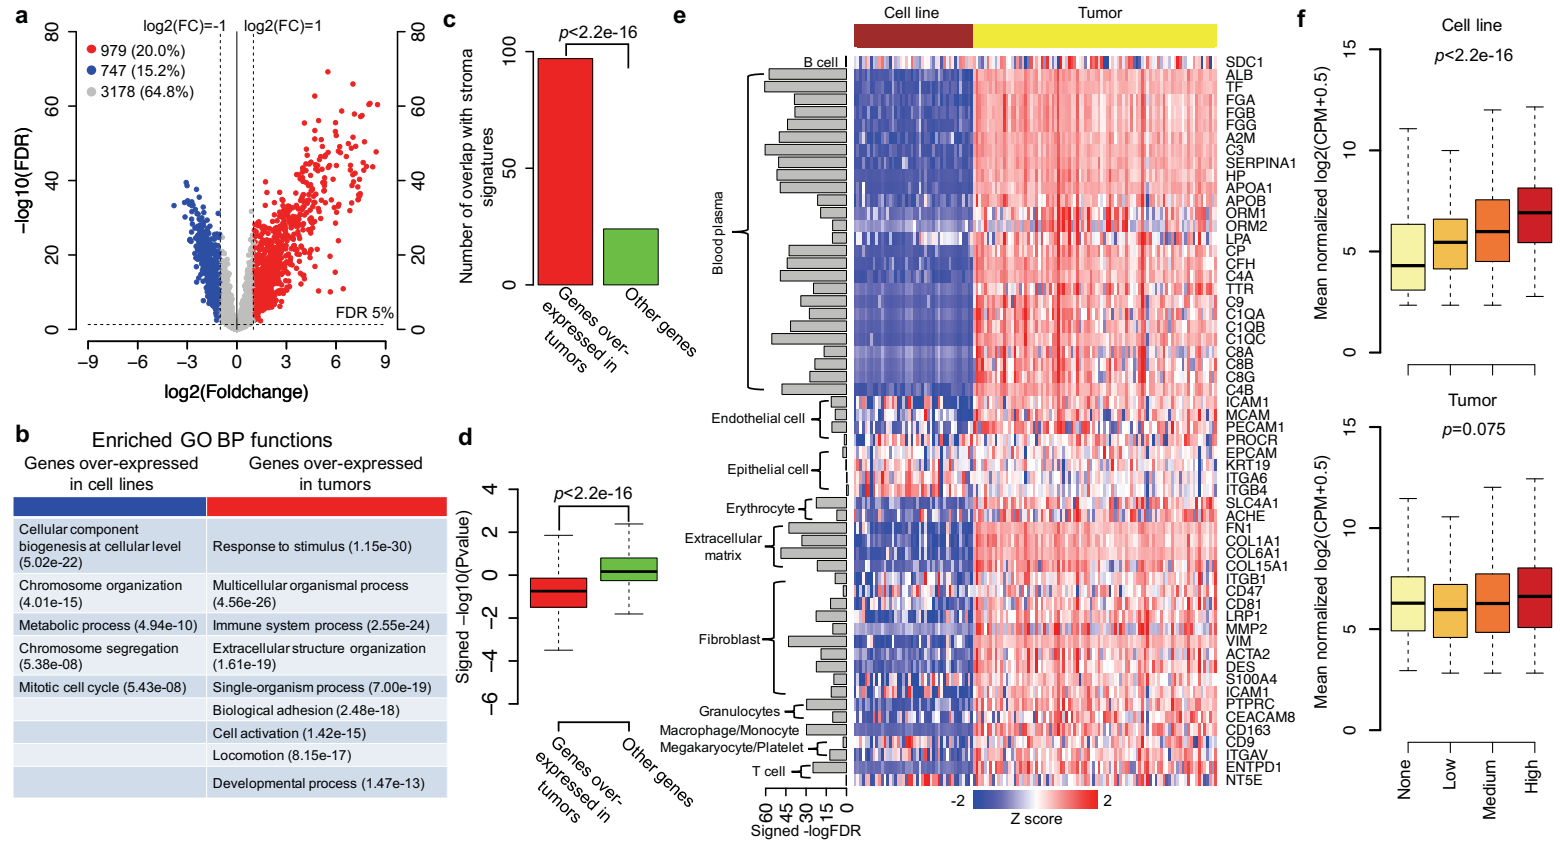 a
log2(FC)=-1
log2(FC)=1
80
60
40
20
0
80
60
40
20
0
979 (20.0%)
747 (15.2%)
3178 (64.8%)
−log10(FDR)
FDR 5%
−9
−6
−3
0
3
6
9
log2(Foldchange)
b
Enriched GO BP functions
Genes over-expressed
in cell lines
Genes over-expressed
in tumors
Cellular component
biogenesis at cellular level
(5.02e-22)
Response to stimulus (1.15e-30)
Chromosome organization
(4.01e-15)
Multicellular organismal process
(4.56e-26)
Metabolic process (4.94e-10)
Immune system process (2.55e-24)
Chromosome segregation
(5.38e-08)
Extracellular structure organization
(1.61e-19)
Mitotic cell cycle (5.43e-08)
Single-organism process (7.00e-19)
Biological adhesion (2.48e-18)
Cell activation (1.42e-15)
Locomotion (8.15e-17)
Developmental process (1.47e-13)
c
p<2.2e-16
Number of overlap with stroma
signatures
100
50
0
Genes over-
expressed in
tumors
Other genes
d
p<2.2e-16
Signed −log10(Pvalue)
4
2
0
−2
−4
−6
Genes over-
expressed in
tumors
Other genes
e
Cell line
Tumor
B cell
Blood plasma
Endothelial cell
Epithelial cell
Erythrocyte
Extracellular
matrix
Fibroblast
Granulocytes
Macrophage/Monocyte
Megakaryocyte/Platelet
T cell
SDC1
ALB
TF
FGA
FGB
FGG
A2M
C3
SERPINA1
HP
APOA1
APOB
ORM1
ORM2
LPA
CP
CFH
C4A
TTR
C9
C1QA
C1QB
C1QC
C8A
C8B
C8G
C4B
ICAM1
MCAM
PECAM1
PROCR
EPCAM
KRT19
ITGA6
ITGB4
SLC4A1
ACHE
FN1
COL1A1
COL6A1
COL15A1
ITGB1
CD47
CD81
LRP1
MMP2
VIM
ACTA2
DES
S100A4
ICAM1
PTPRC
CEACAM8
CD163
CD9
ITGAV
ENTPD1
NT5E
60
45
30
15
0
Signed -logFDR
-2
2
Z score
f
Cell line
p<2.2e-16
Mean normalized log2(CPM+0.5)
15
10
5
0
Tumor
p=0.075
Mean normalized log2(CPM+0.5)
15
10
5
0
None
Low
Medium
High